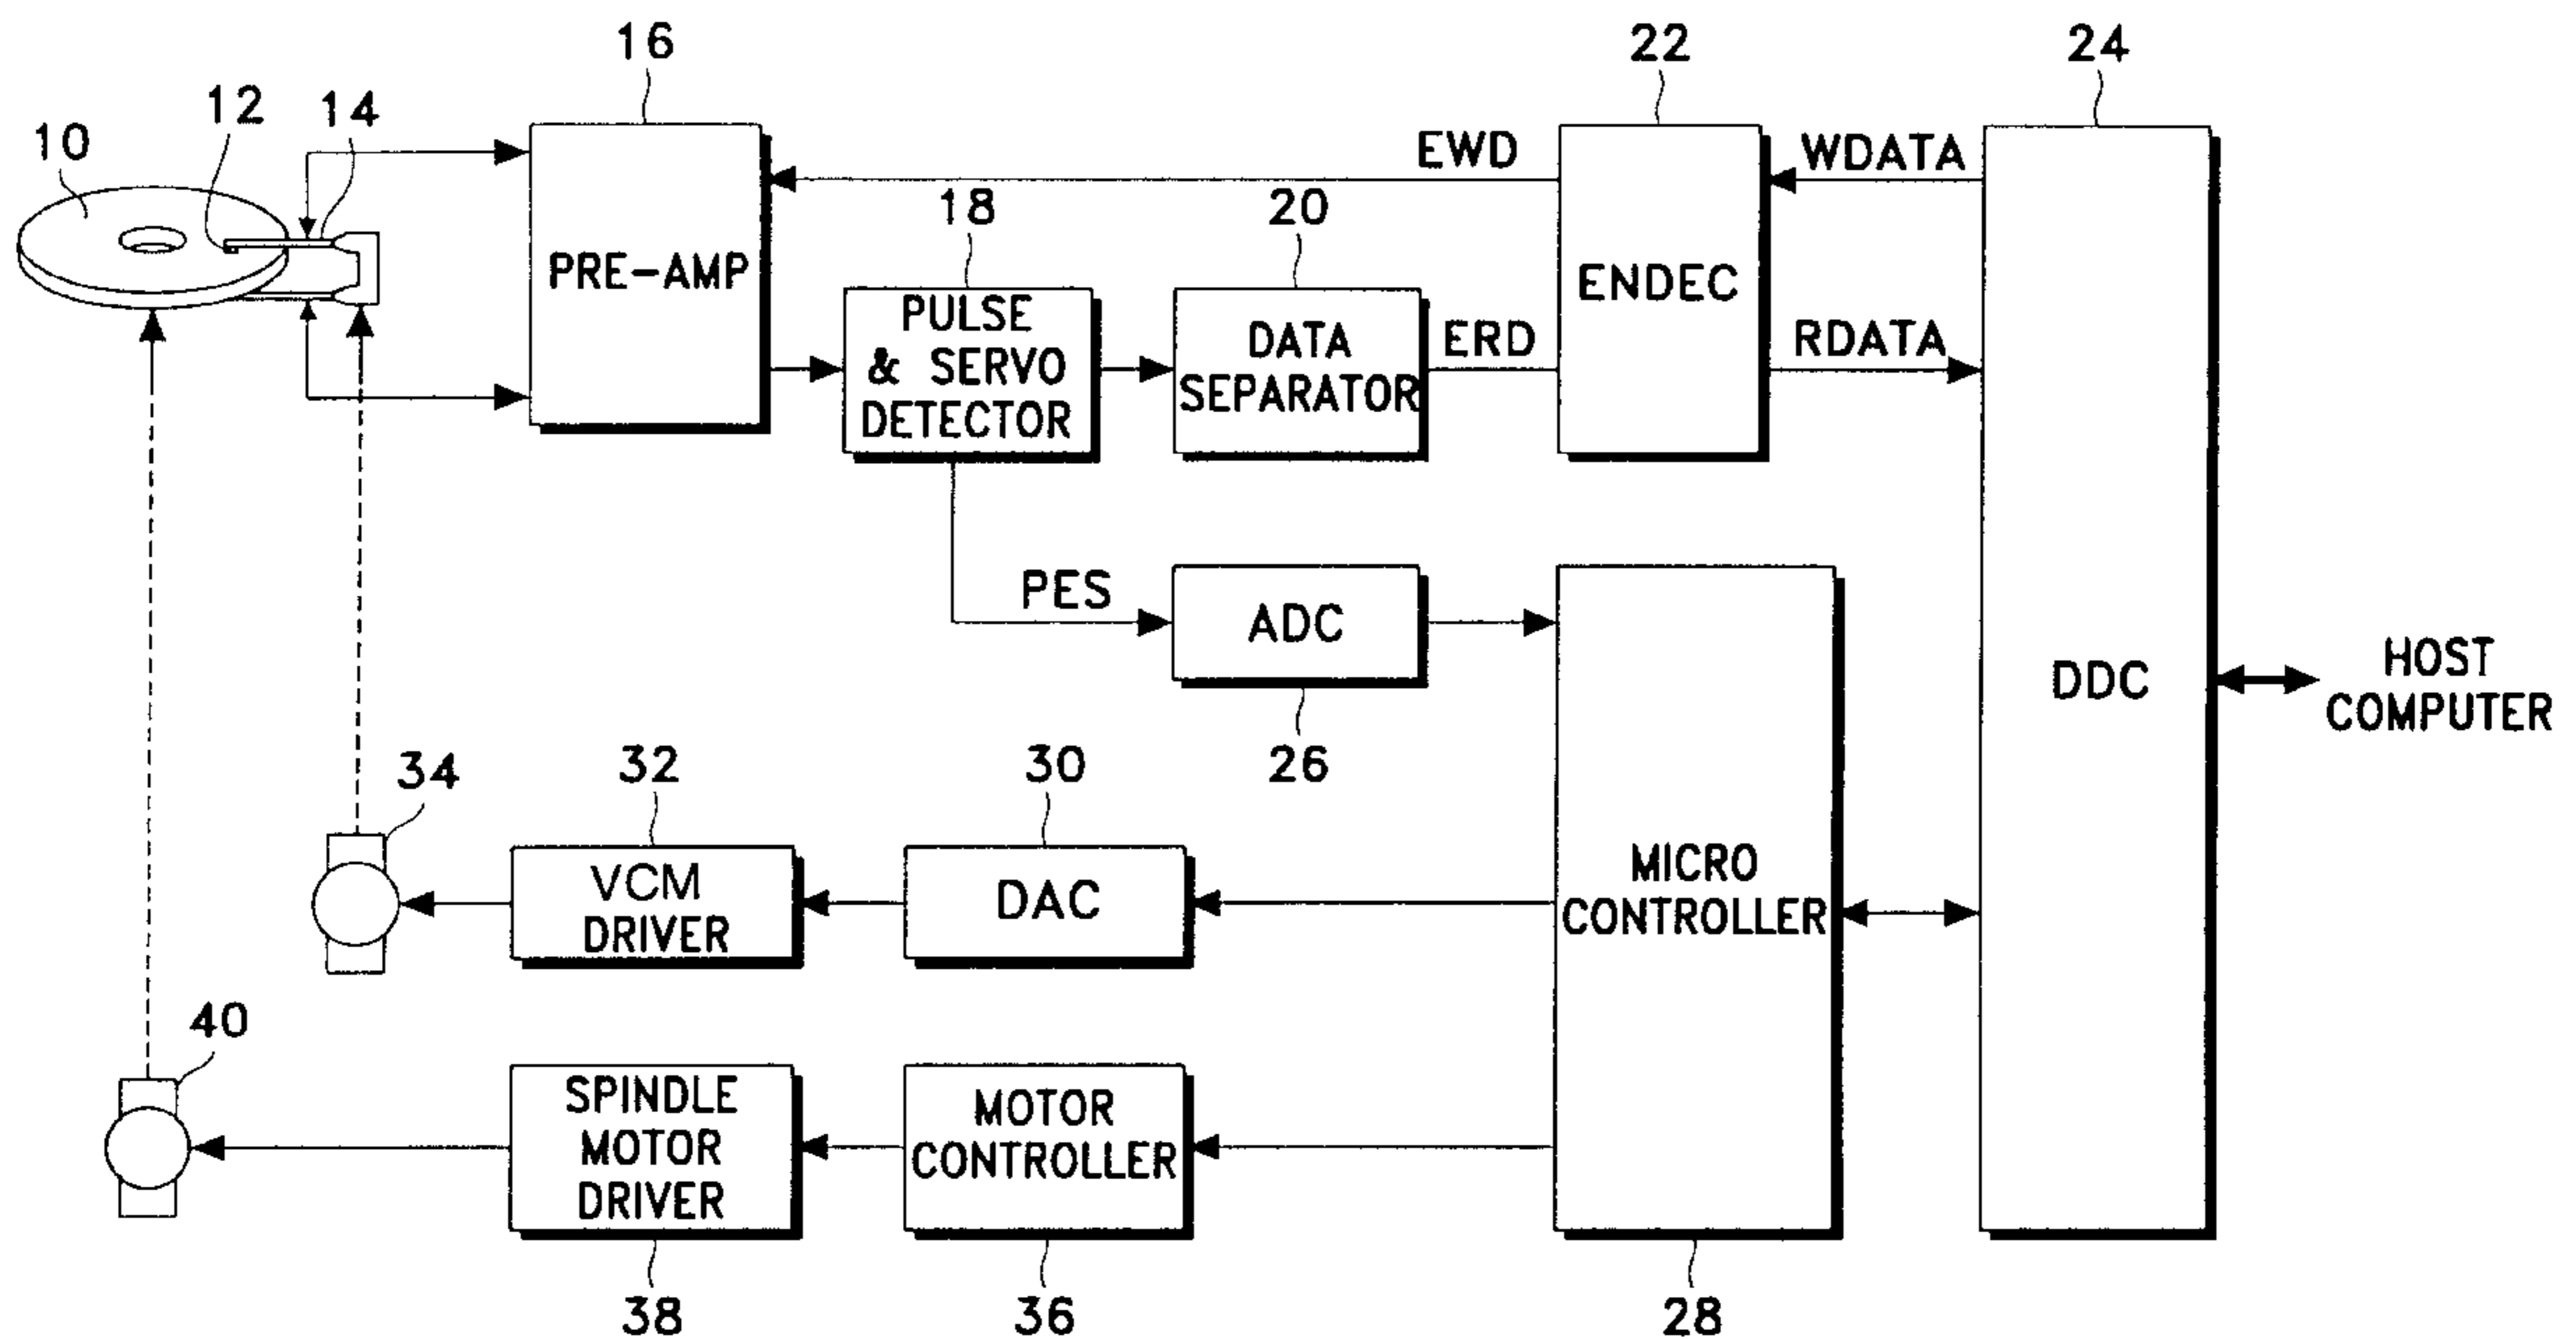 16
22
24
12
14
10
EWD
WDATA
18
20
PRE-AMP
ENDEC
PULSE
& SERVO
DETECTOR
DATA
SEPARATOR
ERD
RDATA
PES
ADC
HOST
COMPUTER
DDC
26
34
32
30
VCM
DRIVER
DAC
MICRO
CONTROLLER
40
SPINDLE
MOTOR
DRIVER
MOTOR
CONTROLLER
38
36
28